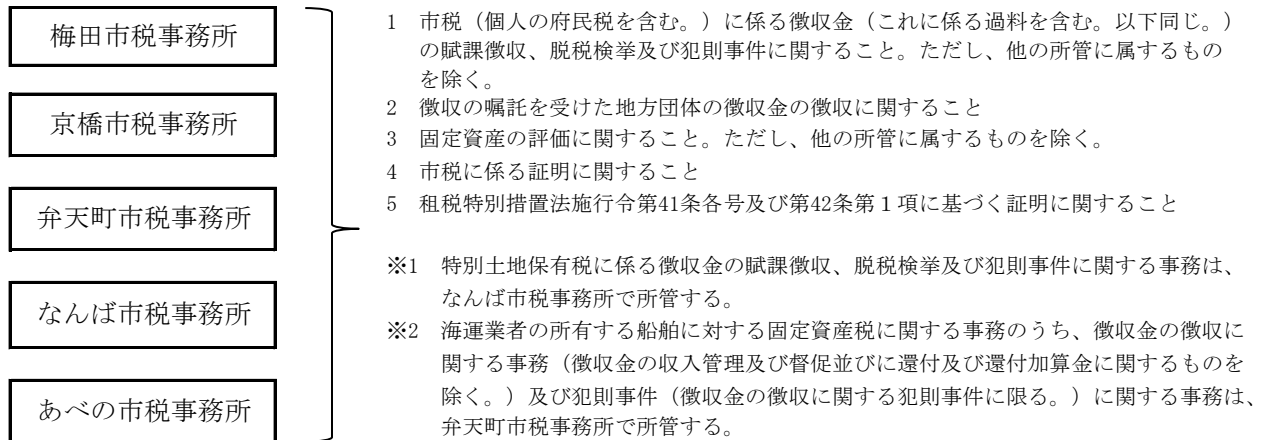 梅田市税事務所
京橋市税事務所
弁天町市税事務所
なんば市税事務所
あべの市税事務所
1 市税（個人の府民税を含む。）に係る徴収金（これに係る過料を含む。以下同じ。）
の賦課徴収、脱税検挙及び犯則事件に関すること。ただし、他の所管に属するもの
を除く。
2 徴収の嘱託を受けた地方団体の徴収金の徴収に関すること
3 固定資産の評価に関すること。ただし、他の所管に属するものを除く。
4 市税に係る証明に関すること
5 租税特別措置法施行令第41条各号及び第42条第１項に基づく証明に関すること
※1 特別土地保有税に係る徴収金の賦課徴収、脱税検挙及び犯則事件に関する事務は、
なんば市税事務所で所管する。
※2 海運業者の所有する船舶に対する固定資産税に関する事務のうち、徴収金の徴収に
関する事務（徴収金の収入管理及び督促並びに還付及び還付加算金に関するものを
除く。）及び犯則事件（徴収金の徴収に関する犯則事件に限る。）に関する事務は、
弁天町市税事務所で所管する。